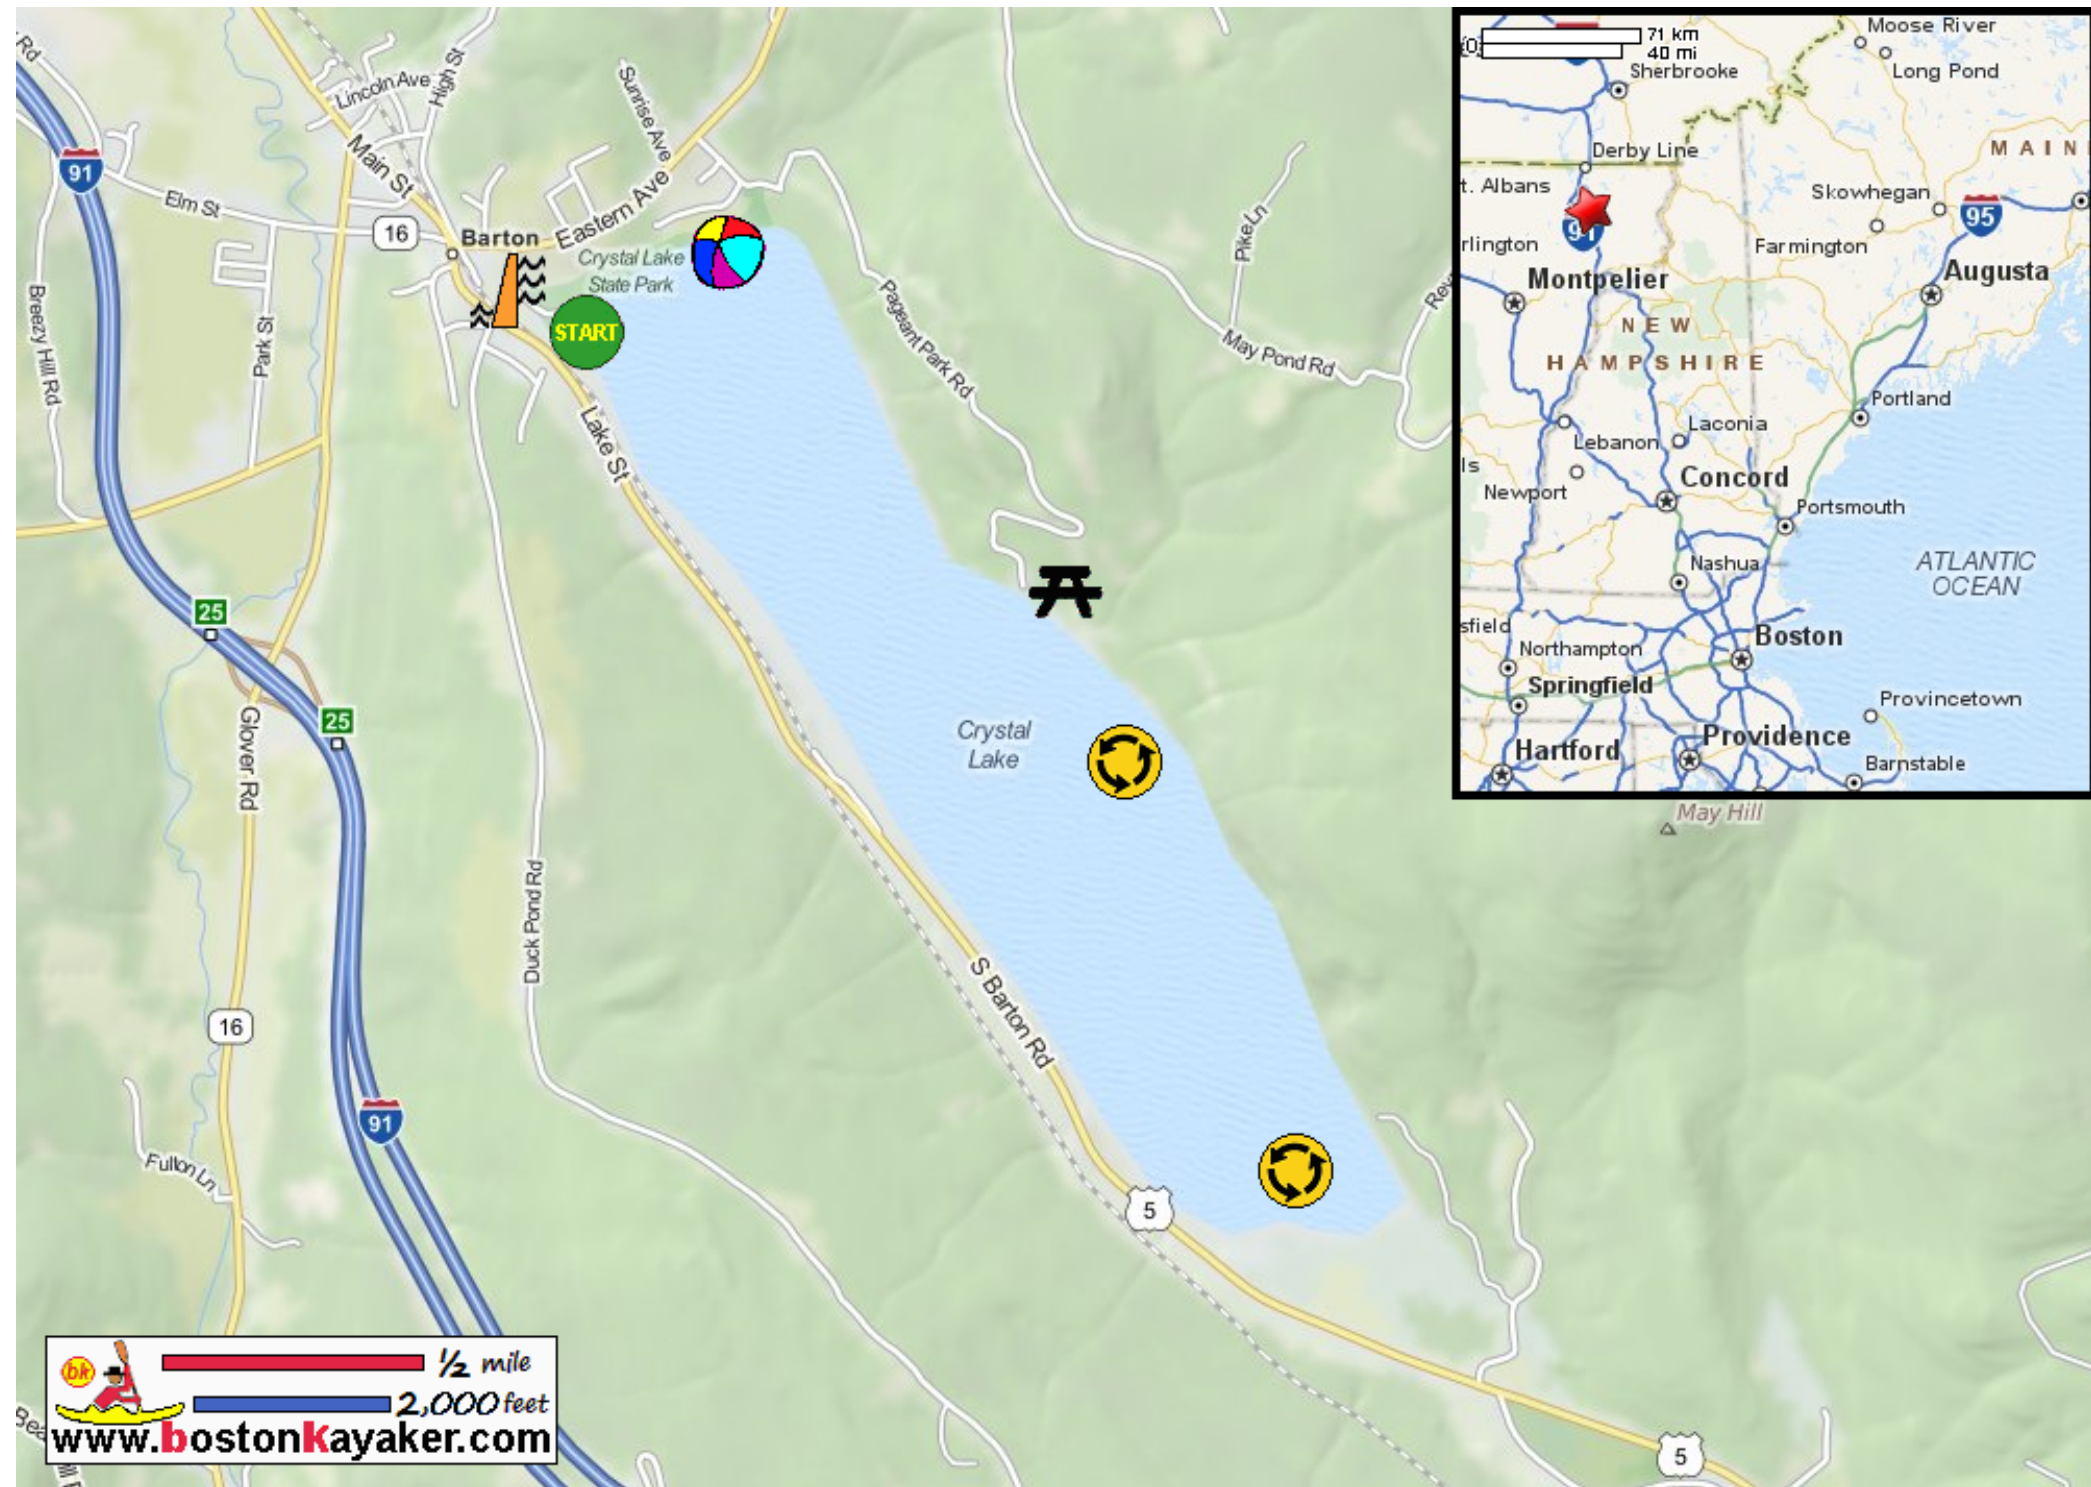 Rd
91
Lincoln Ave
High St
Main St
Sunrise Ave
Elm St
16
Barton
Eastern Ave
Crystal Lake
State Park
START
Breezy Hill Rd
Park St
Lake St
Pageant Park Rd
Pike Ln
May Pond Rd
25
25
Glover Rd
Crystal
Lake
Duck Pond Rd
S Barton Rd
16
91
Fulton Ln
5
5
May Hill
71 km
40 mi
Moose River
Long Pond
Sherbrooke
Derby Line
MAIN
t. Albans
Skowhegan
95
91
rlington
Farmington
Montpelier
Augusta
NEW
HAMPSHIRE
Portland
Laconia
Lebanon
ls
Concord
Newport
Portsmouth
ATLANTIC
OCEAN
Nashua
sfield
Northampton
Boston
Springfield
Provincetown
Hartford
Providence
Barnstable
bk
½ mile
2,000 feet
www.bostonkayaker.com